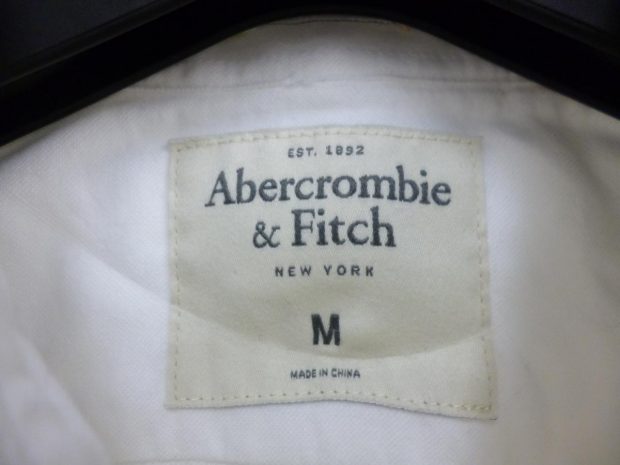 EST. 1892
Abercrombie
& Fitch
NEW YORK
M
MADE IN CHINA